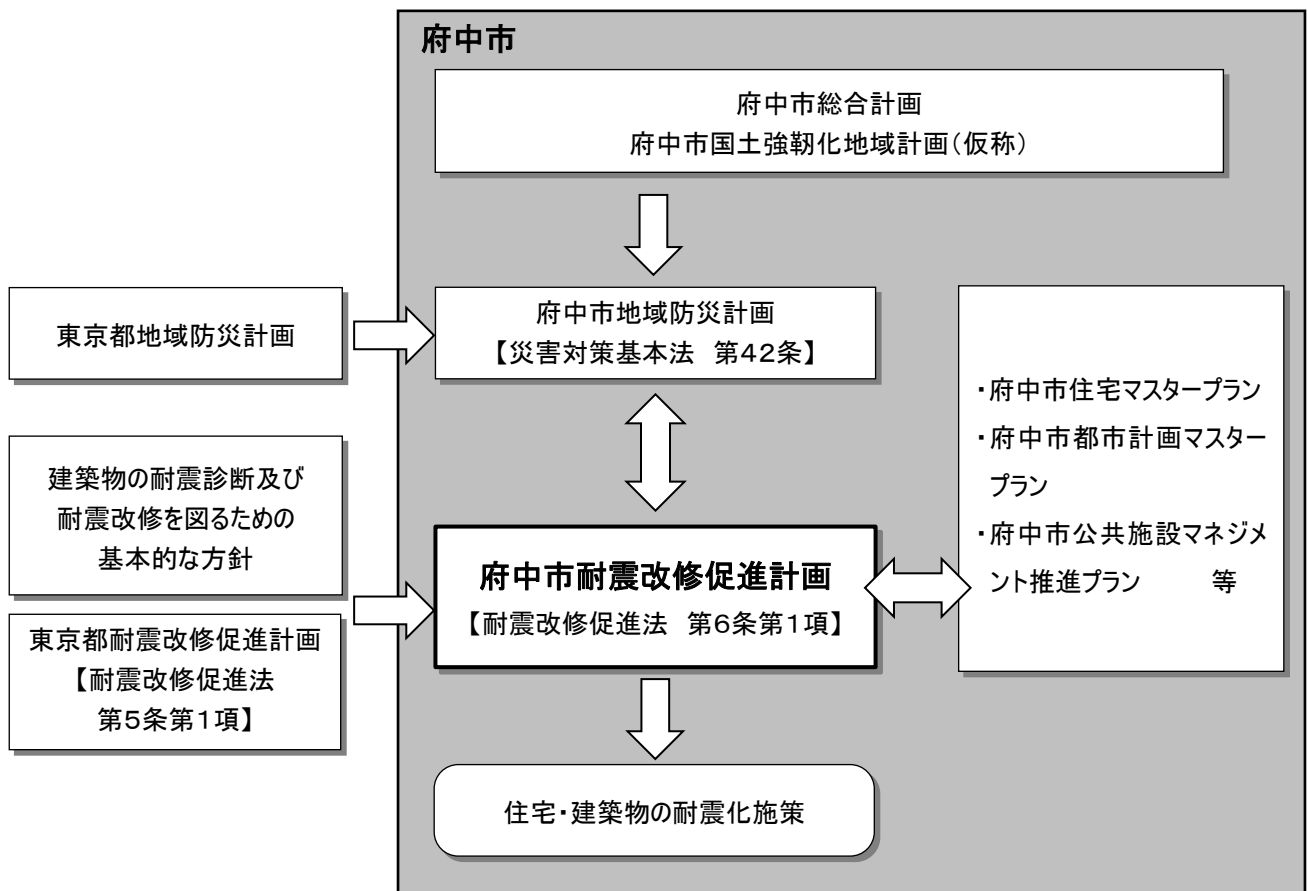 府中市
府中市総合計画
府中市国土強靭化地域計画(仮称)
東京都地域防災計画
府中市地域防災計画
【災害対策基本法 第42条】
建築物の耐震診断及び
耐震改修を図るための
基本的な方針
東京都耐震改修促進計画
【耐震改修促進法
第5条第1項】
府中市耐震改修促進計画
【耐震改修促進法 第6条第1項】
・府中市住宅マスタープラン
・府中市都市計画マスター
プラン
・府中市公共施設マネジメ
ント推進プラン 等
住宅・建築物の耐震化施策